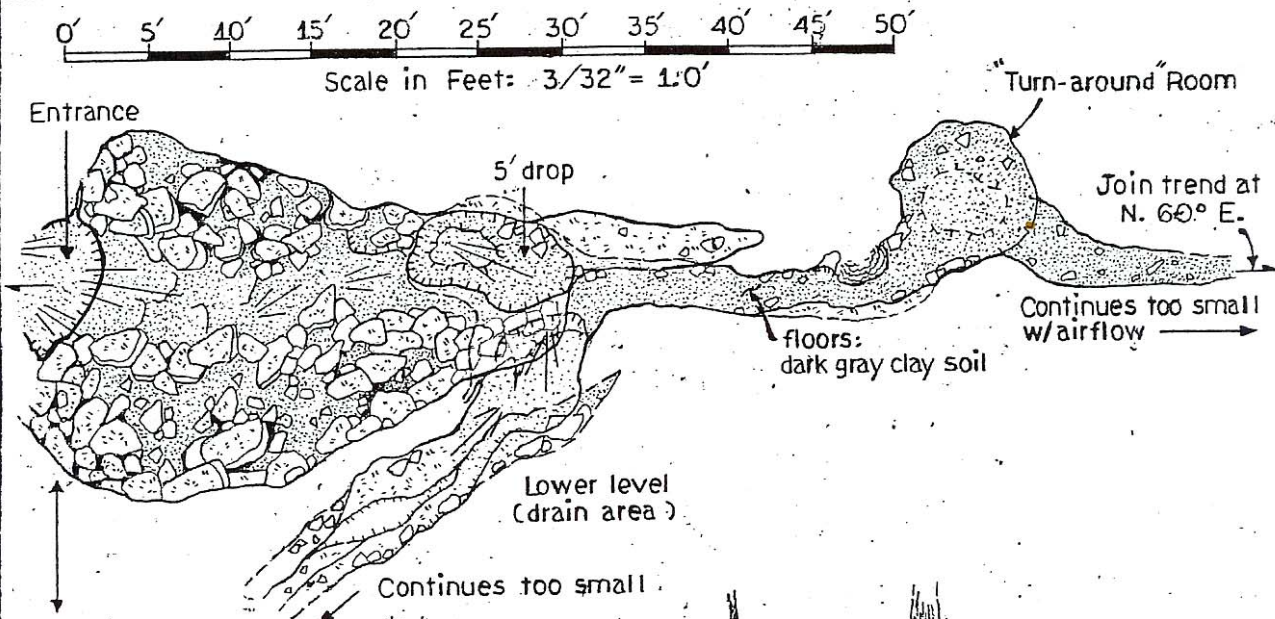 0' 5' 10' 15' 20' 25' 30' 35' 40' 45' 50'
Scale in Feet: 3/32" = 1.0'
"Turn-around" Room
Entrance
5' drop
Join trend at
N. 60° E.
Continues too small
w/airflow
floors:
dark gray clay soil
Lower level
(drain area)
Continues too small